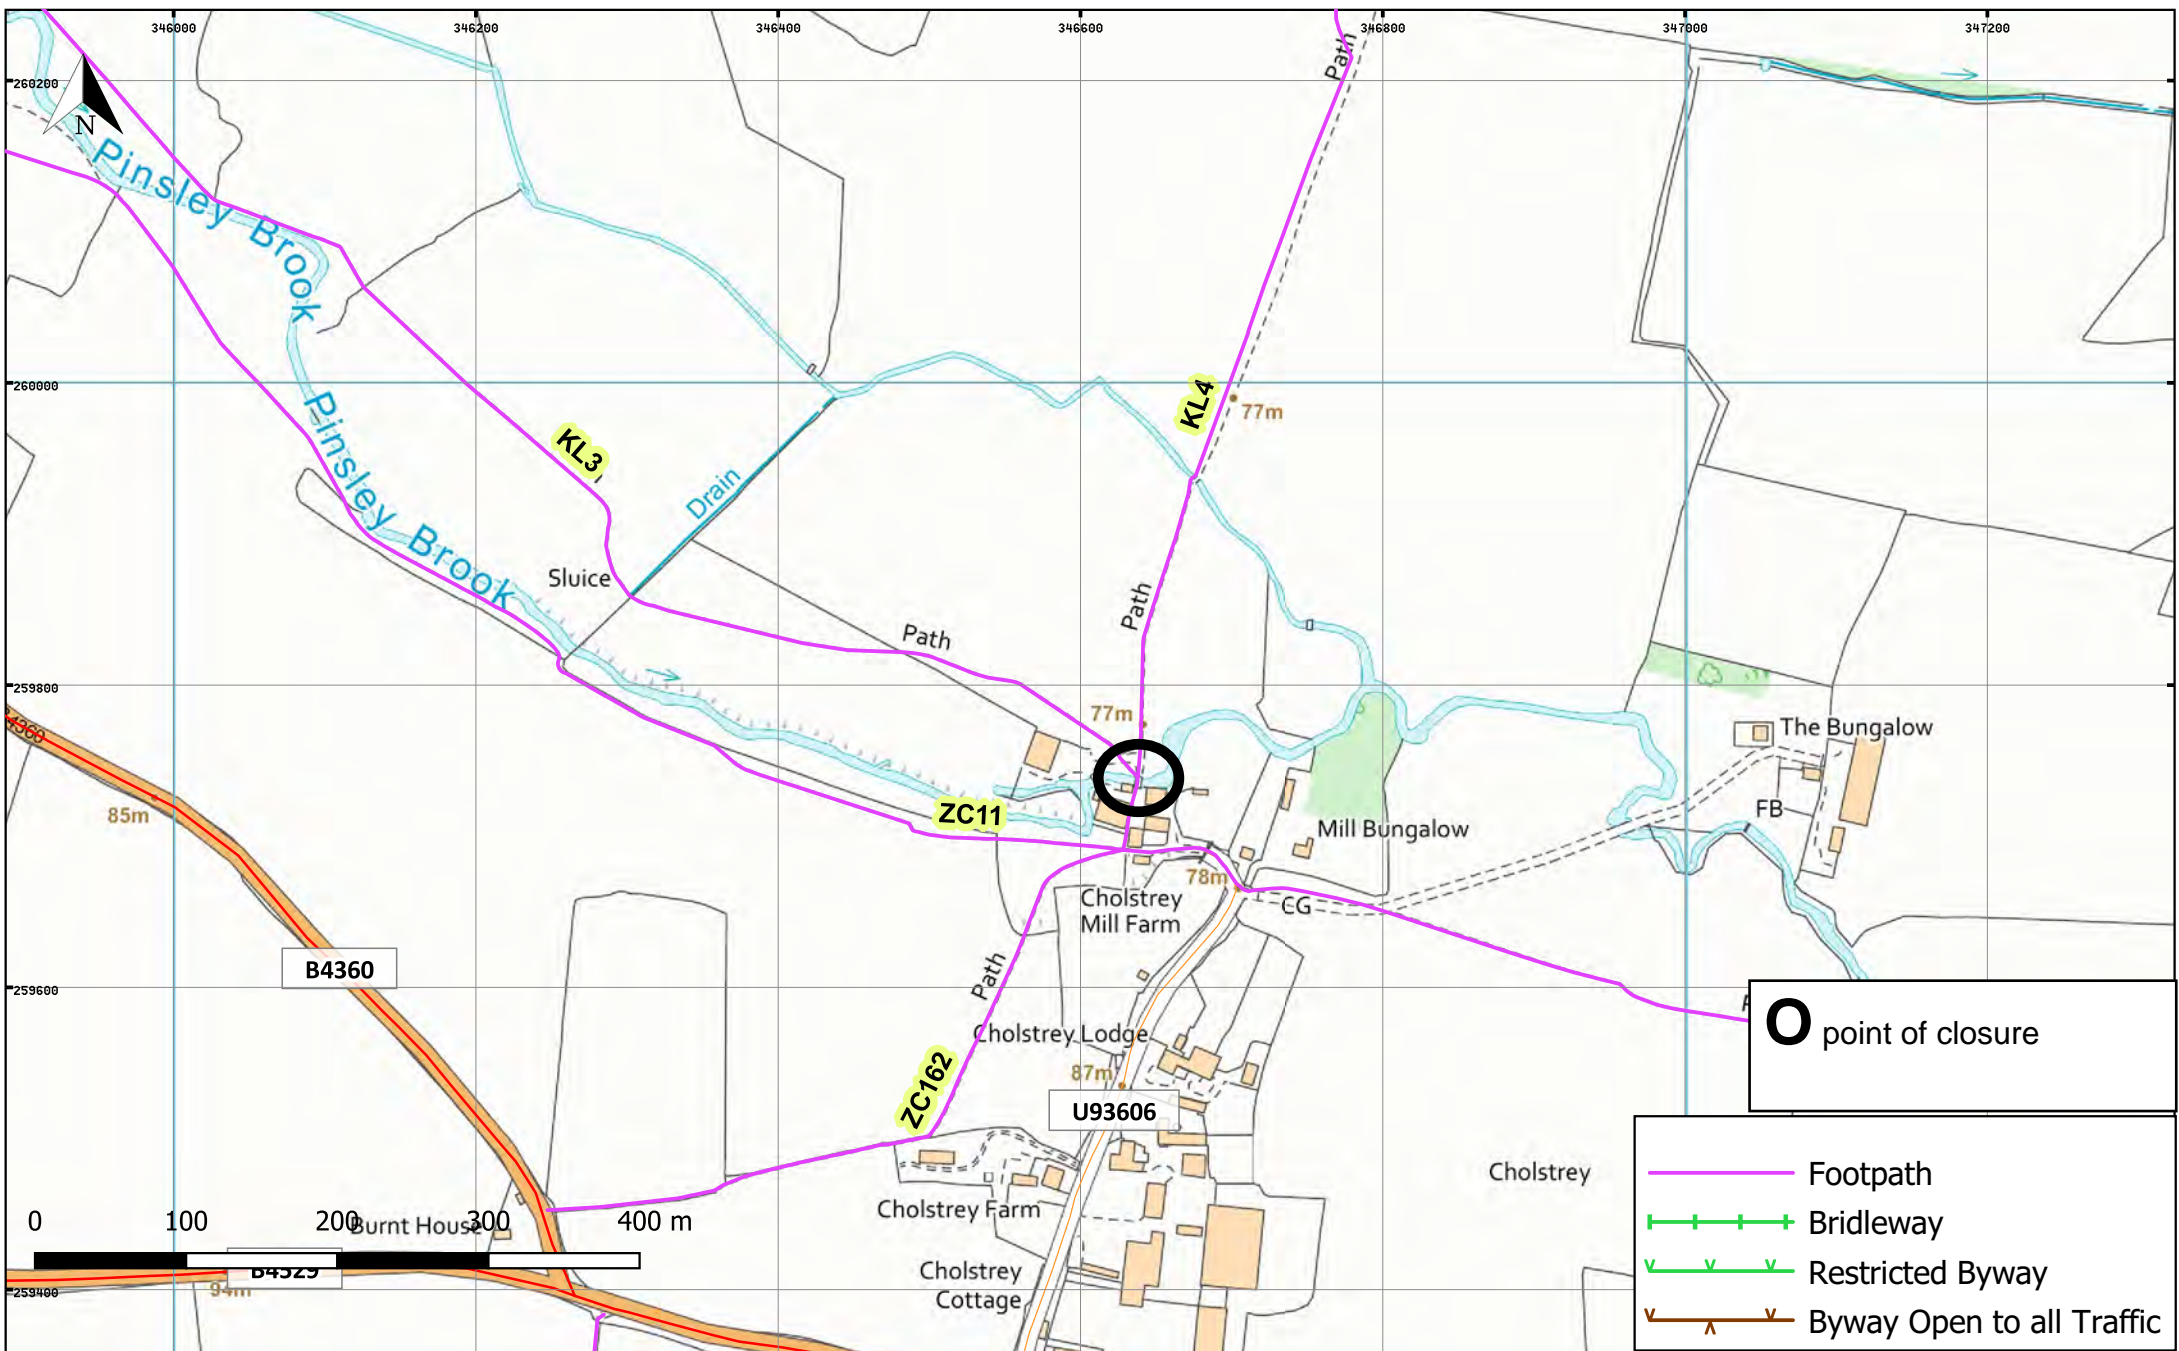 346000
346200
346400
346600
346800
347000
347200
260200
N
Path
Pinsley Brook
260000
KL4
77m
Pinsley Brook
KL3
Drain
Sluice
Path
Path
259800
77m
The Bungalow
B4360
85m
ZC11
FB
Mill Bungalow
78m
Cholstrey
Mill Farm
CG
B4360
Path
259600
O point of closure
Cholstrey Lodge
87m
ZC162
U93606
Cholstrey
Footpath
Cholstrey Farm
0 100 200 300 400 m
Burnt House
Bridleway
Cholstrey
Cottage
B4529
94m
259400
Restricted Byway
Byway Open to all Traffic